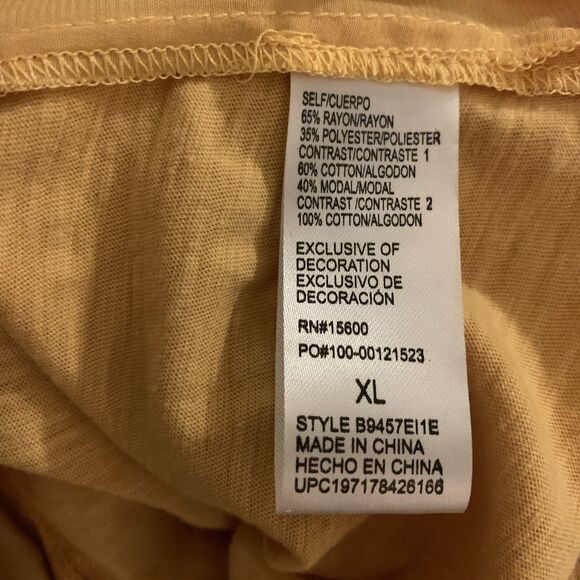 SELF/CUERPO
65% RAYON/RAYON
35% POLYESTER/POLIESTER
CONTRAST/CONTRASTE 1
60% COTTON/ALGODON
40% MODAL/MODAL
CONTRAST /CONTRASTE 2
100% COTTON/ALGODON
EXCLUSIVE OF
DECORATION
EXCLUSIVO DE
DECORACIÓN
RN#15600
PO#100-00121523
XL
STYLE B9457EI1E
MADE IN CHINA
HECHO EN CHINA
UPC197178426166